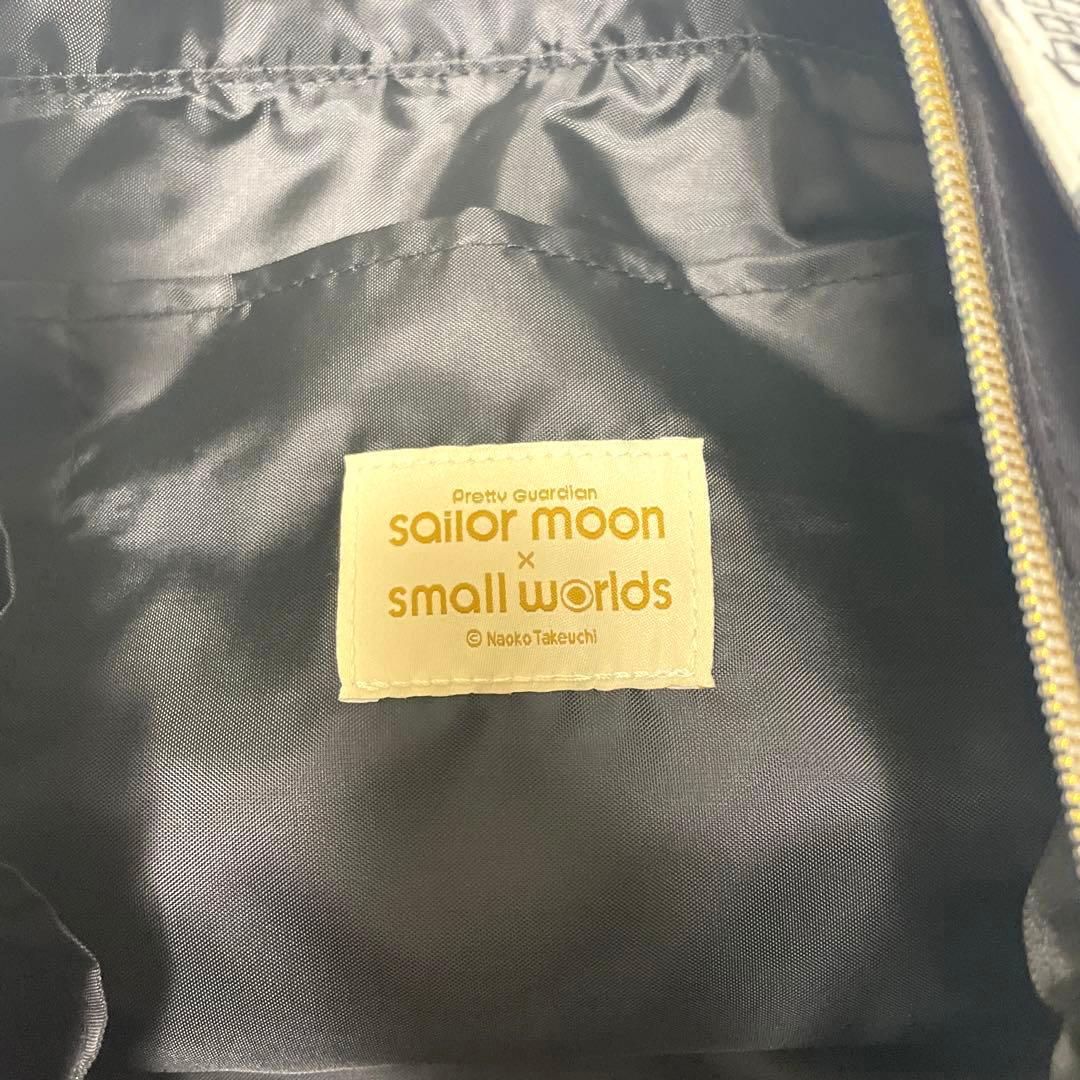 Pretty Guardian
sailor moon
×
small worlds
© Naoko Takeuchi